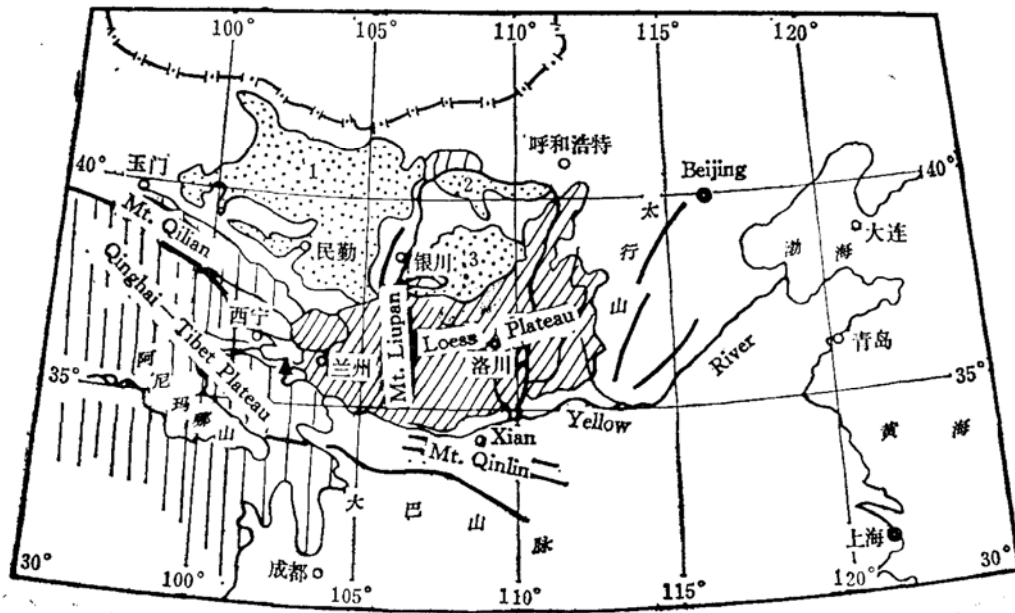 100 105 110 115 120
呼和浩特
玉门
40° 1 2 Beijing 40°
太行山
Mt. Qilian
民勤
银川
3
渤海
大连
Qinghai-Tibet Plateau
西宁
Mt. Liupan
Loess Plateau
兰州
洛川
River
青岛
35° 35°
阿尼玛哪山
Yellow
Xian
Mt. Qinlin
黄海
大巴山脉
上海
30° 30°
100° 成都 105° 110° 115° 120°